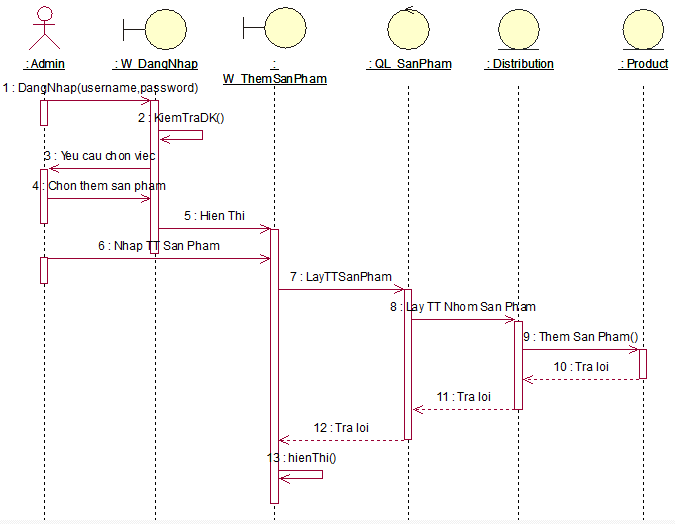 : Admin
: W_DangNhap
:
W_ThemSanPham
: QL_SanPham
: Distribution
: Product
1 : DangNhap(username,password)
2 : KiemTraDK()
3 : Yeu cau chon viec
4 : Chon them san pham
5 : Hien Thi
6 : Nhap TT San Pham
7 : LayTTSanPham
8 : Lay TT Nhom San Pham
9 : Them San Pham()
10 : Tra loi
11 : Tra loi
12 : Tra loi
13 : hienThi()